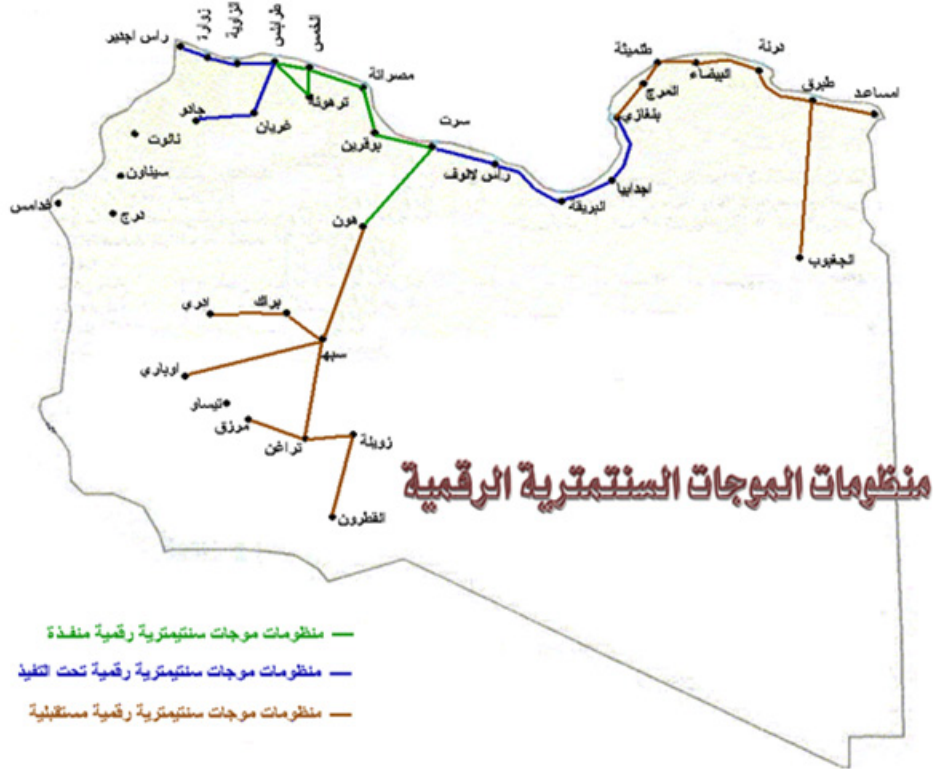 راس اجدير
زوارة
الزاوية
طرابلس
الخمس
مصراتة
ترهونة
غريان
جادو
نالوت
سيناون
غدامس
درج
بوقرين
سرت
راس لانوف
البريقة
اجدابيا
بنغازي
المرج
طلميثة
البيضاء
درنة
طبرق
امساعد
الجغبوب
هون
براك
ادري
سبها
اوباري
تيساو
مرزق
تراغن
زويلة
القطرون
منظومات الموجات السنتمترية الرقمية
منظومات موجات سنتيمترية رقمية منفذة
منظومات موجات سنتيمترية رقمية تحت التفيذ
منظومات موجات سنتيمترية رقمية مستقبلية